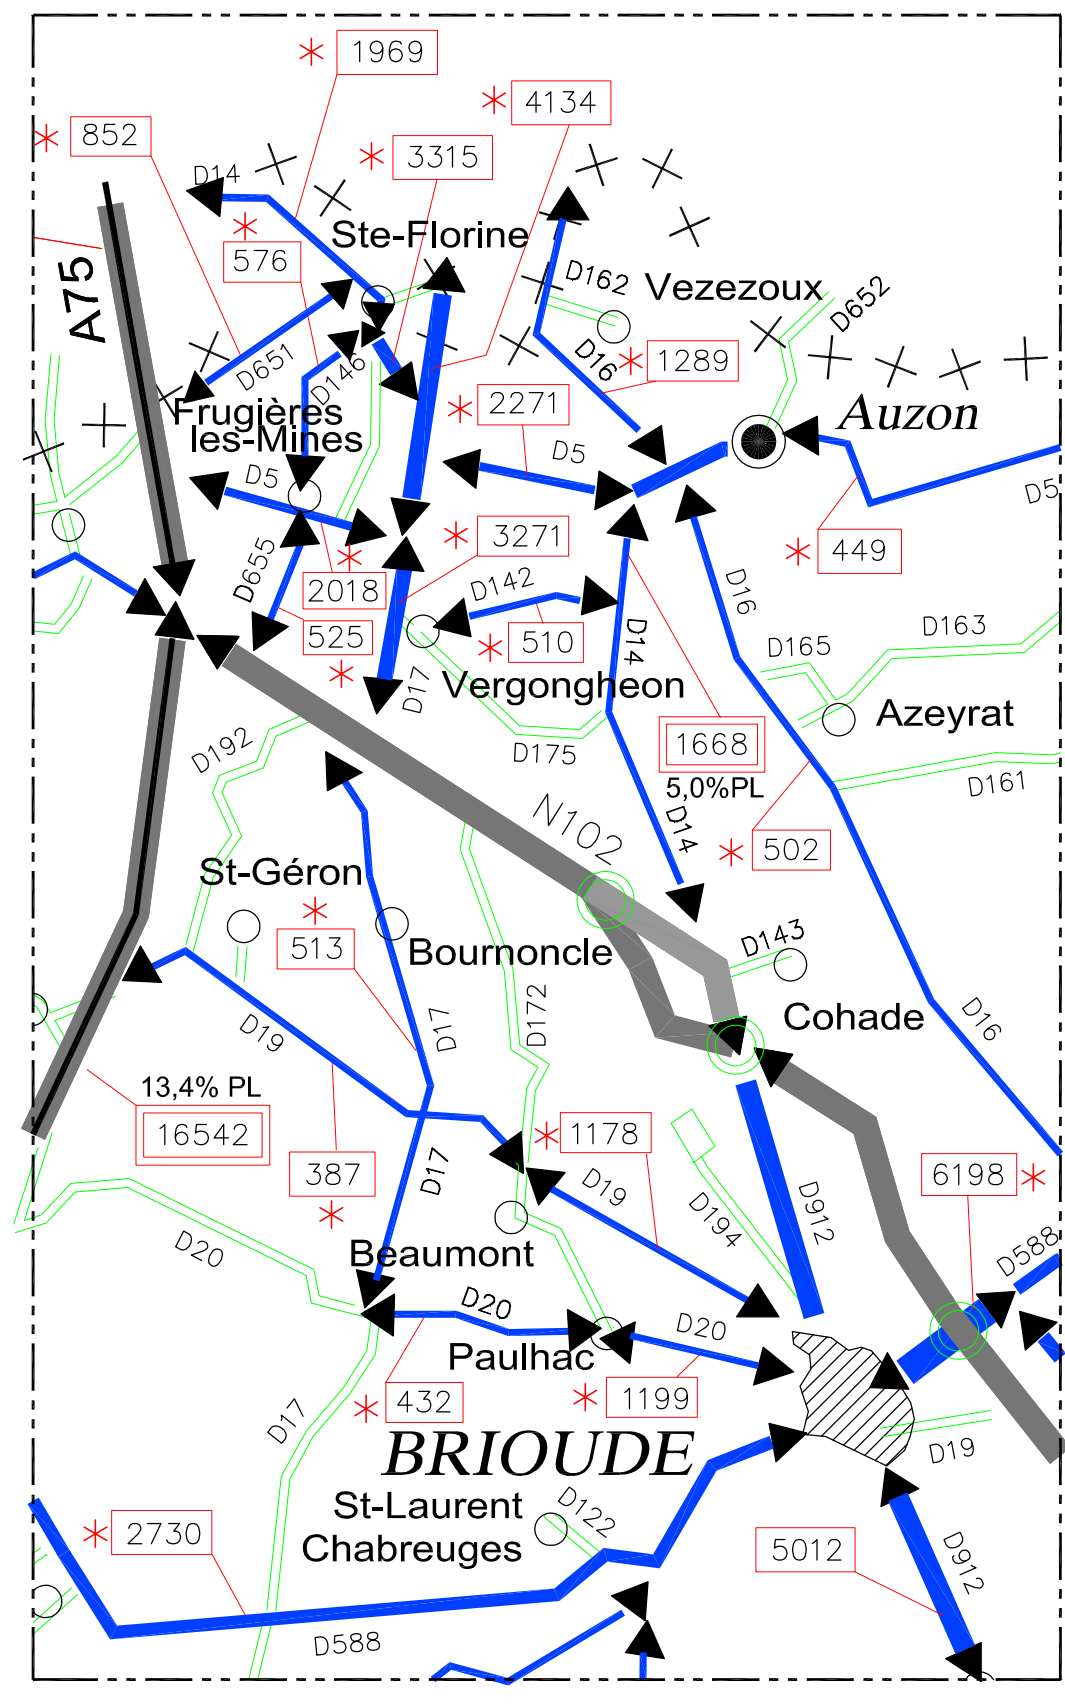 * 1969
* 4134
* 852
* 3315
D14
* 576
Ste-Florine
A75
D162
Vezezoux
D652
D651
D146
D16
* 1289
* 2271
Auzon
Frugières
les-Mines
D5
D5
D5
* 449
* 3271
D655
* 2018
D142
D16
525 *
* 510
D14
D165
D163
D17
Vergongheon
Azeyrat
D192
D175
1668
5,0%PL
D161
N102
D14
* 502
St-Géron
* 513
Bournoncle
D143
D172
Cohade
D19
D17
D16
13,4% PL
16542
* 1178
387 *
D17
D19
D194
D912
6198 *
D20
Beaumont
D588
D20
D20
Paulhac
* 432
* 1199
D17
BRIOUDE
D19
St-Laurent
Chabreuges
D122
* 2730
5012
D912
D588